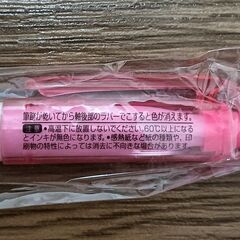 筆跡が乾いてから軸後部のラバーでこすると色が消えます。
注意 •高温下に放置しないでください。60℃以上になる
とインキが無色になります。•感熱紙など紙の種類や、印
刷物の特性によっては消去に不向きな場合があります。